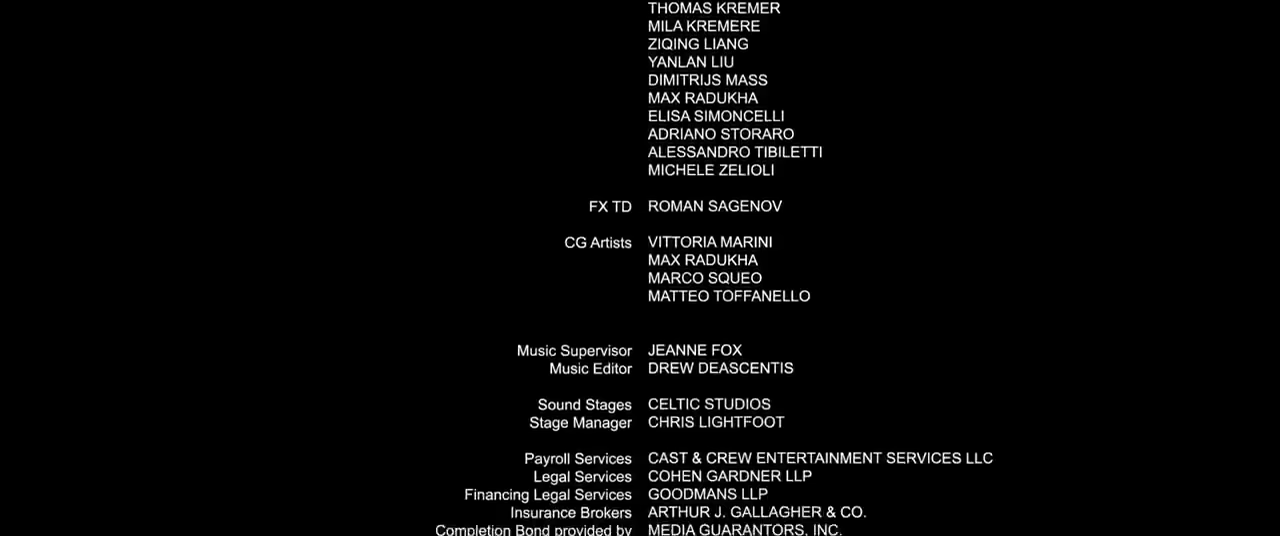 THOMAS KREMER
MILA KREMERE
ZIQING LIANG
YANLAN LIU
DIMITRIJS MASS
MAX RADUKHA
ELISA SIMONCELLI
ADRIANO STORARO
ALESSANDRO TIBILETTI
MICHELE ZELIOLI
FX TD ROMAN SAGENOV
CG Artists VITTORIA MARINI
MAX RADUKHA
MARCO SQUEO
MATTEO TOFFANELLO
Music Supervisor JEANNE FOX
Music Editor DREW DEASCENTIS
Sound Stages CELTIC STUDIOS
Stage Manager CHRIS LIGHTFOOT
Payroll Services CAST & CREW ENTERTAINMENT SERVICES LLC
Legal Services COHEN GARDNER LLP
Financing Legal Services GOODMANS LLP
Insurance Brokers ARTHUR J. GALLAGHER & CO.
Completion Bond provided by MEDIA GUARANTORS, INC.